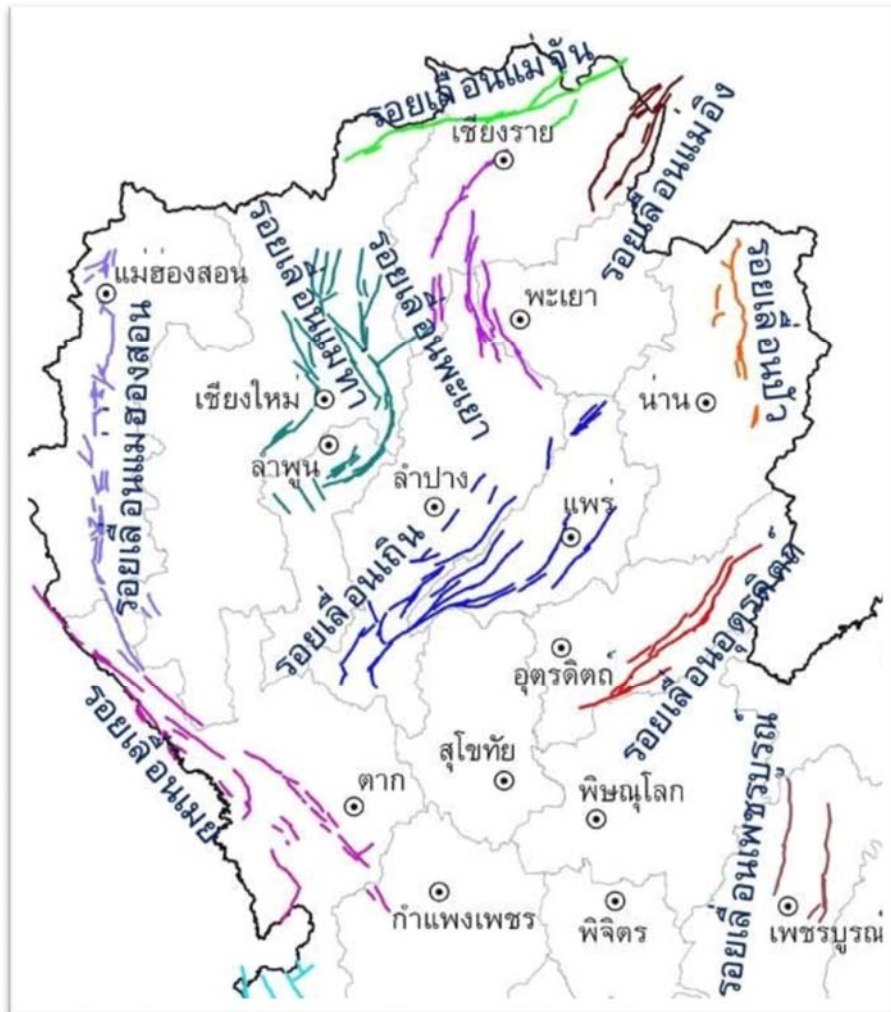 รอยเลื่อนแม่จัน
เชียงราย
รอยเลื่อนแม่อิง
รอยเลื่อนแม่ทา
รอยเลื่อนพะเยา
รอยเลื่อนปัว
แม่ฮ่องสอน
พะเยา
รอยเลื่อนแม่ฮองสอน
เชียงใหม่
น่าน
ลำพูน
ลำปาง
แพร่
รอยเลื่อนเถิน
อุตรดิตถ์
รอยเลื่อนอุตรดิตถ์
รอยเลื่อนเมย
สุโขทัย
ตาก
พิษณุโลก
รอยเลื่อนเพชรบูรณ์
กำแพงเพชร
พิจิตร
เพชรบูรณ์